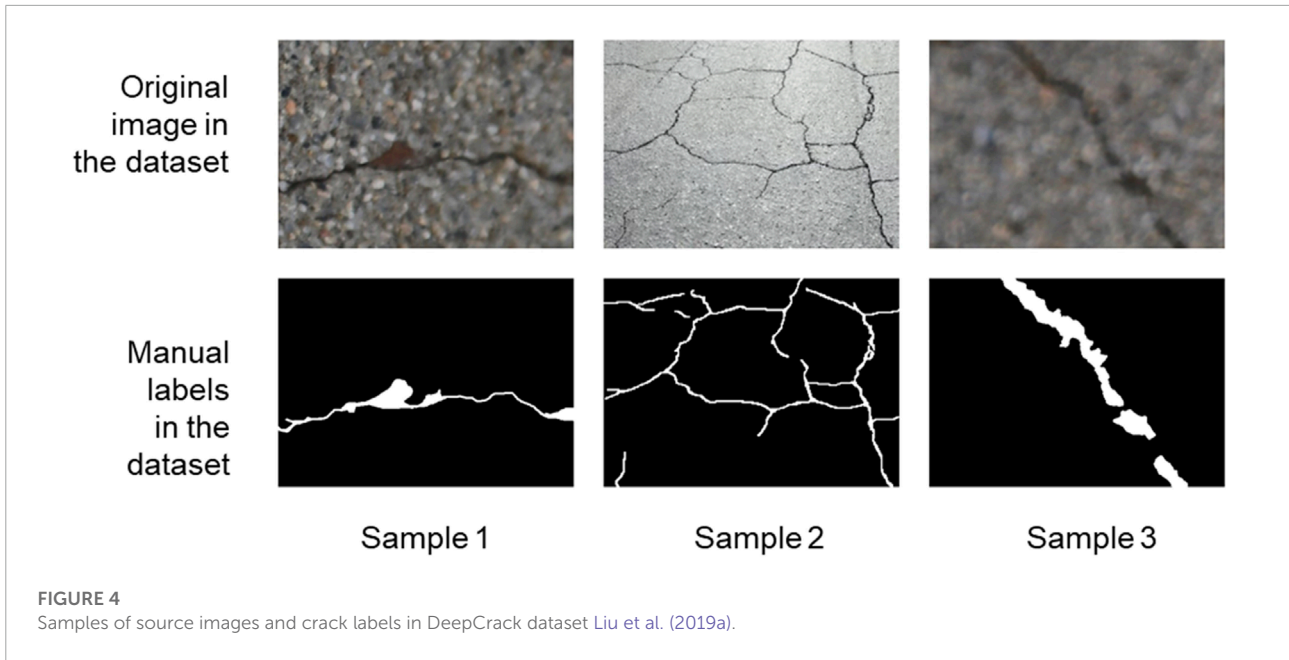 Original
image in
the dataset
Manual
labels
in the
dataset
Sample 1
Sample 2
Sample 3
FIGURE 4
Samples of source images and crack labels in DeepCrack dataset Liu et al. (2019a).